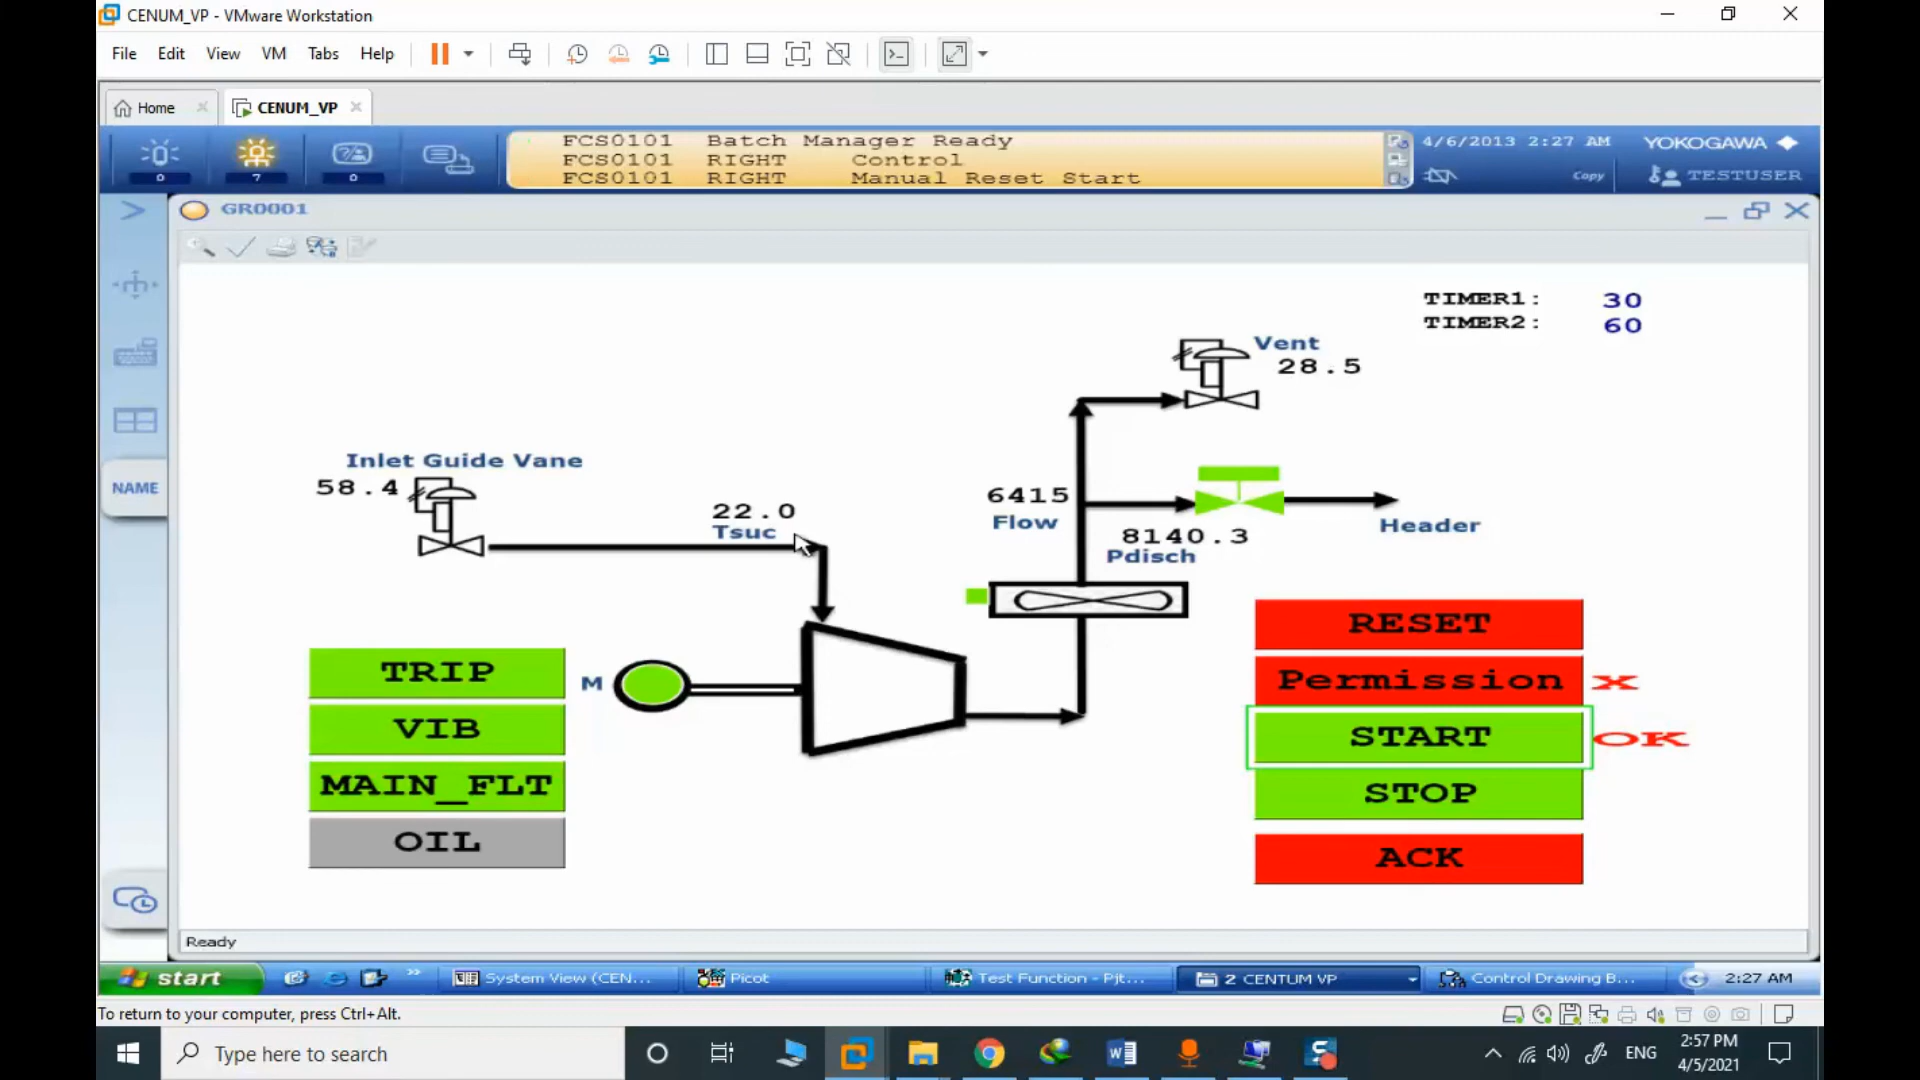 CENUM_VP - VMware Workstation
File Edit View VM Tabs Help
Home CENUM_VP
0 7 0
FCS0101 Batch Manager Ready
FCS0101 RIGHT Control
FCS0101 RIGHT Manual Reset Start
4/6/2013 2:27 AM YOKOGAWA
Copy TESTUSER
GR0001
NAME
TIMER1: 30
TIMER2: 60
Vent
28.5
Inlet Guide Vane
58.4
22.0
Tsuc
6415
Flow
8140.3
Pdisch
Header
TRIP
VIB
MAIN_FLT
OIL
M
RESET
Permission X
START OK
STOP
ACK
Ready
start System View (CEN... Picot Test Function - Pjt... 2 CENTUM VP Control Drawing B... 2:27 AM
To return to your computer, press Ctrl+Alt.
Type here to search ENG 2:57 PM
4/5/2021